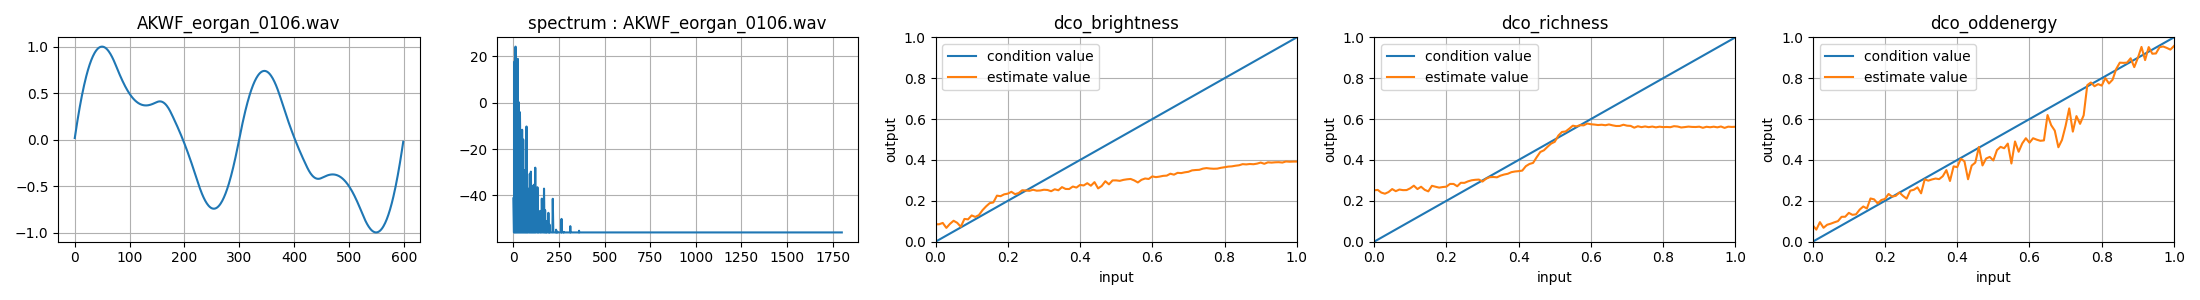 AKWF_eorgan_0106.wav
1.0
0.5
0.0
−0.5
−1.0
0 100 200 300 400 500 600
spectrum : AKWF_eorgan_0106.wav
20
0
−20
−40
0 250 500 750 1000 1250 1500 1750
dco_brightness
condition value
estimate value
output
1.0
0.8
0.6
0.4
0.2
0.0
0.0 0.2 0.4 0.6 0.8 1.0
input
dco_richness
condition value
estimate value
output
1.0
0.8
0.6
0.4
0.2
0.0
0.0 0.2 0.4 0.6 0.8 1.0
input
dco_oddenergy
condition value
estimate value
output
1.0
0.8
0.6
0.4
0.2
0.0
0.0 0.2 0.4 0.6 0.8 1.0
input